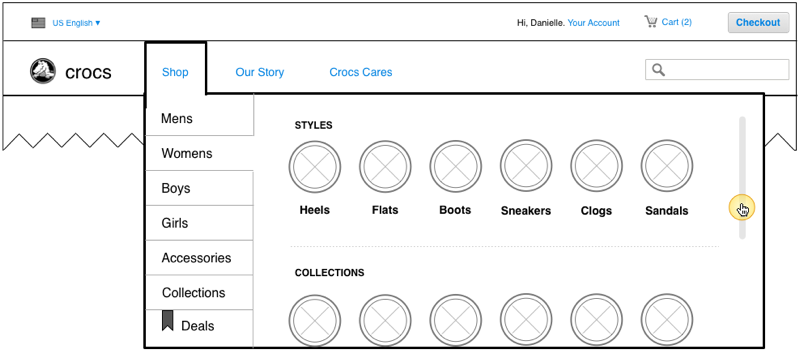 US English ▾ Hi, Danielle. Your Account Cart (2) Checkout
crocs Shop Our Story Crocs Cares
Mens
Womens
Boys
Girls
Accessories
Collections
Deals
STYLES
Heels Flats Boots Sneakers Clogs Sandals
COLLECTIONS